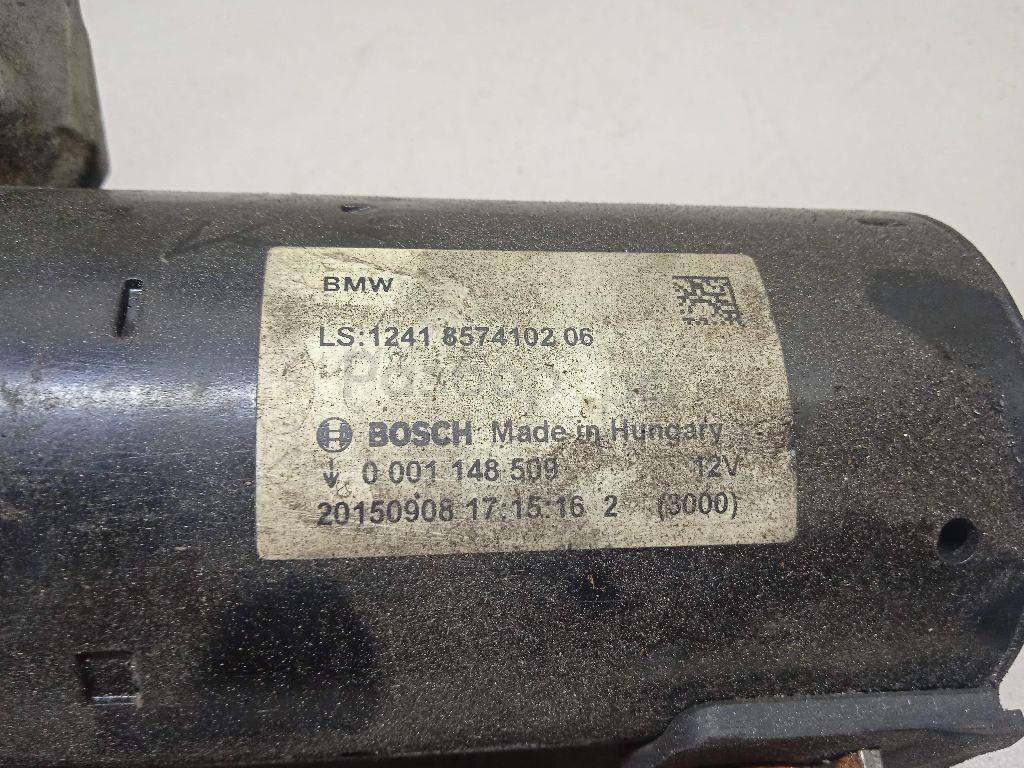 BMW
LS:1241 8574102 06
BOSCH Made in Hungary
↓ 0 001 148 509 12V
20150908 17:15:16 2 (3000)